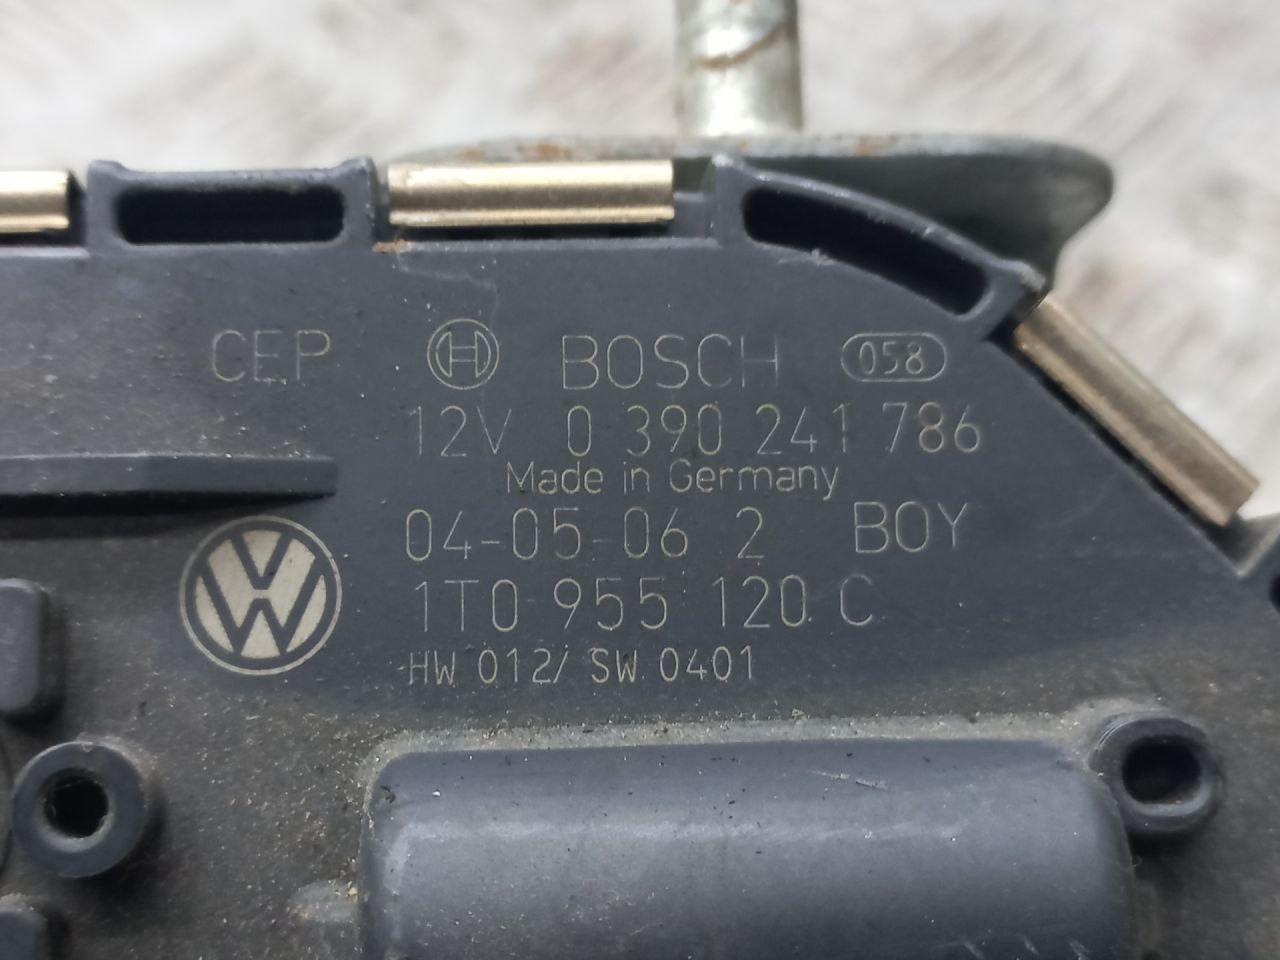 CEP BOSCH 058
12V 0 390 241 786
Made in Germany
04-05-06 2 BOY
1T0 955 120 C
HW 012/ SW 0401